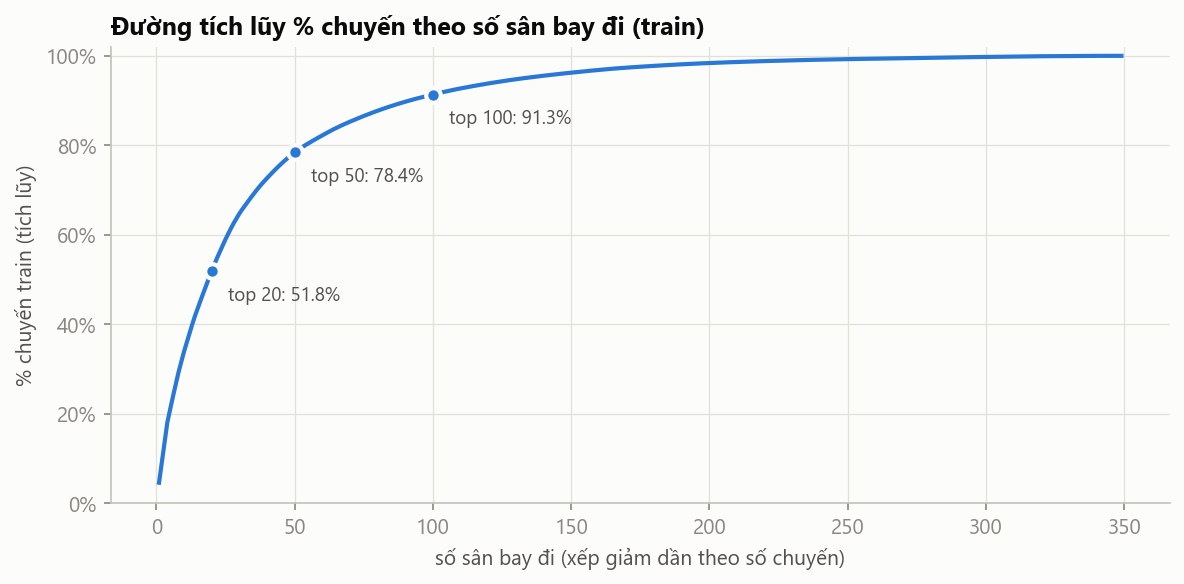 Đường tích lũy % chuyến theo số sân bay đi (train)
% chuyến train (tích lũy)
100%
80%
60%
40%
20%
0%
top 100: 91.3%
top 50: 78.4%
top 20: 51.8%
0 50 100 150 200 250 300 350
số sân bay đi (xếp giảm dần theo số chuyến)